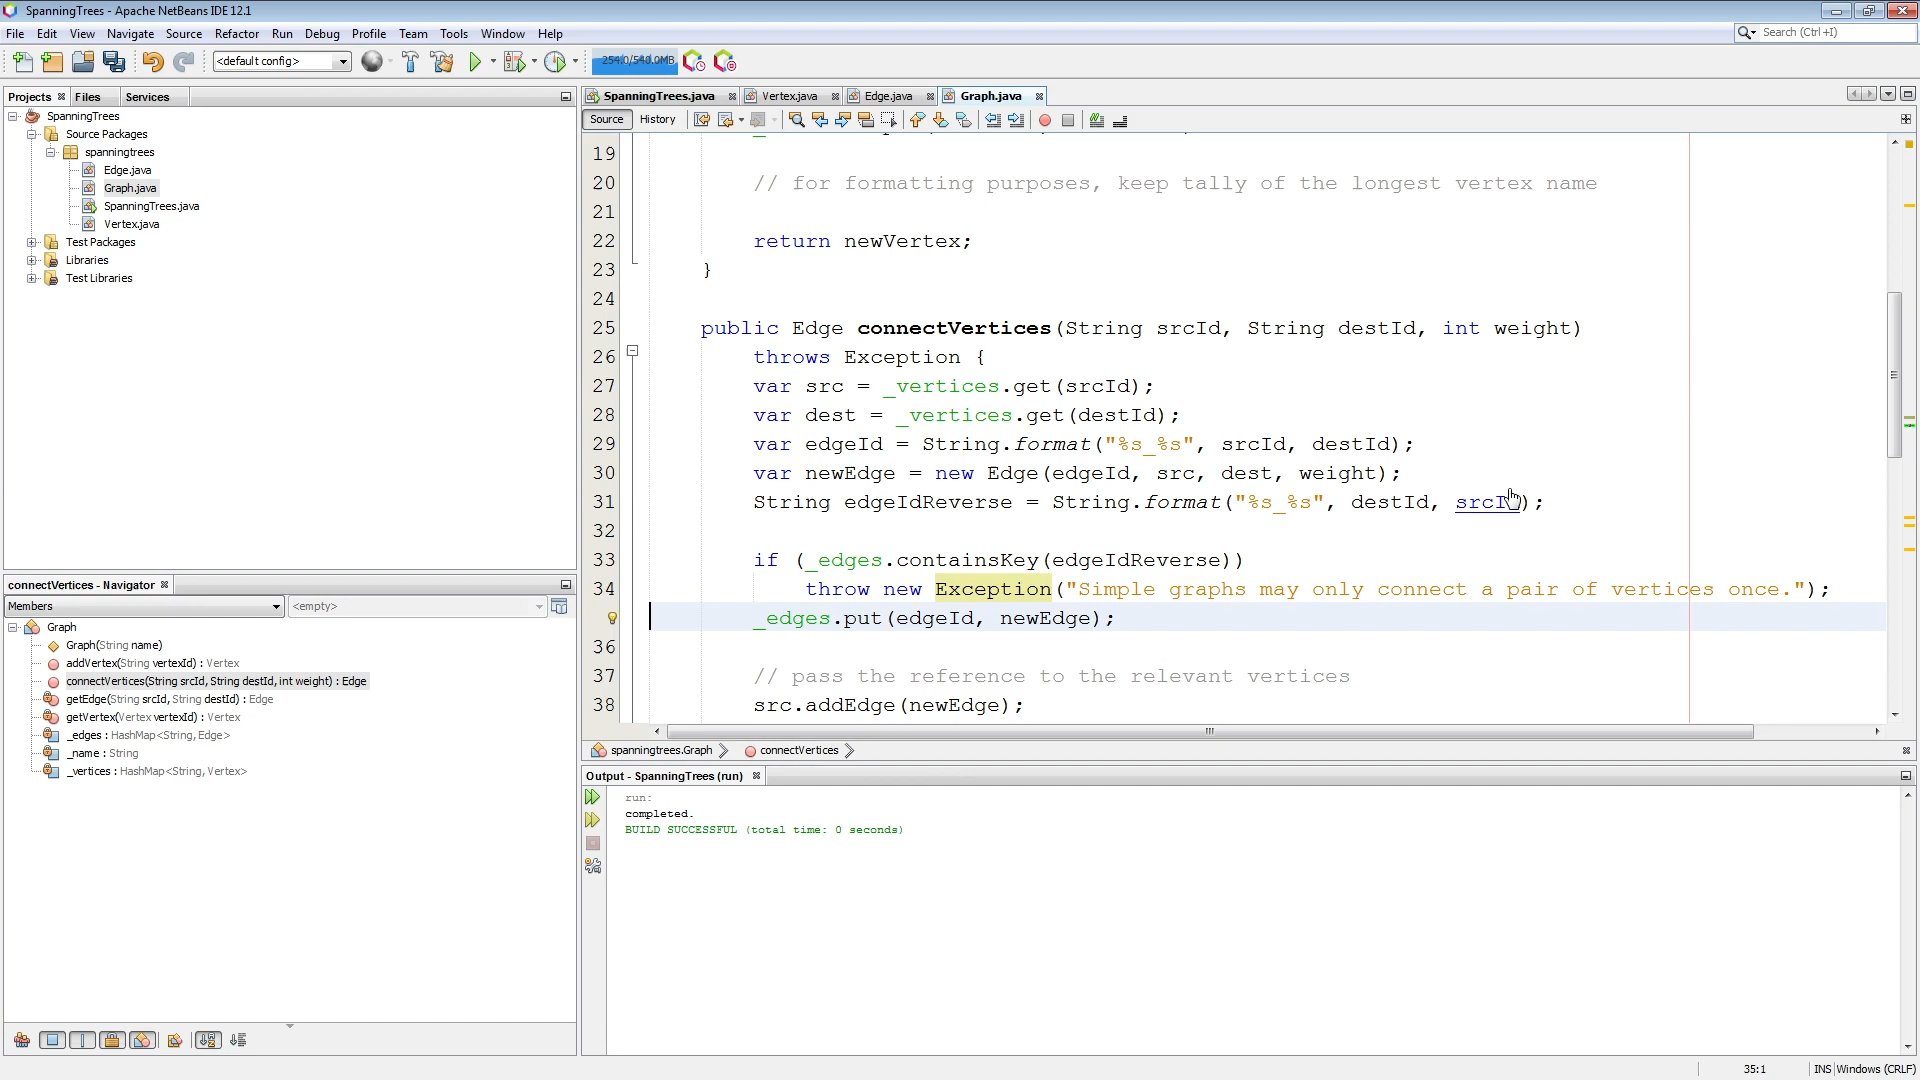 SpanningTrees - Apache NetBeans IDE 12.1
File Edit View Navigate Source Refactor Run Debug Profile Team Tools Window Help
Search (Ctrl+I)
<default config>
254.0/540.0MB
Projects Files Services
SpanningTrees
Source Packages
spanningtrees
Edge.java
Graph.java
SpanningTrees.java
Vertex.java
Test Packages
Libraries
Test Libraries
connectVertices - Navigator
Members <empty>
Graph
Graph(String name)
addVertex(String vertexId) : Vertex
connectVertices(String srcId, String destId, int weight) : Edge
getEdge(String srcId, String destId) : Edge
getVertex(Vertex vertexId) : Vertex
_edges : HashMap<String, Edge>
_name : String
_vertices : HashMap<String, Vertex>
SpanningTrees.java Vertex.java Edge.java Graph.java
Source History
19
20 // for formatting purposes, keep tally of the longest vertex name
21
22 return newVertex;
23 }
24
25 public Edge connectVertices(String srcId, String destId, int weight)
26 throws Exception {
27 var src = _vertices.get(srcId);
28 var dest = _vertices.get(destId);
29 var edgeId = String.format("%s_%s", srcId, destId);
30 var newEdge = new Edge(edgeId, src, dest, weight);
31 String edgeIdReverse = String.format("%s_%s", destId, srcId);
32
33 if (_edges.containsKey(edgeIdReverse))
34 throw new Exception("Simple graphs may only connect a pair of vertices once.");
_edges.put(edgeId, newEdge);
36
37 // pass the reference to the relevant vertices
38 src.addEdge(newEdge);
spanningtrees.Graph connectVertices
Output - SpanningTrees (run)
run:
completed.
BUILD SUCCESSFUL (total time: 0 seconds)
35:1 INS Windows (CRLF)